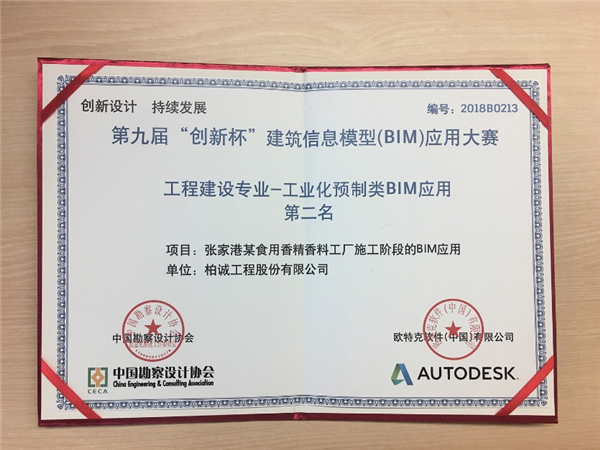 创新设计 持续发展
编号：2018B0213
第九届“创新杯”建筑信息模型(BIM)应用大赛
工程建设专业-工业化预制类BIM应用
第二名
项目：张家港某食用香精香料工厂施工阶段的BIM应用
单位：柏诚工程股份有限公司
中国勘察设计协会
欧特克软件(中国)有限公司
CECA
中国勘察设计协会
China Engineering & Consulting Association
AUTODESK.